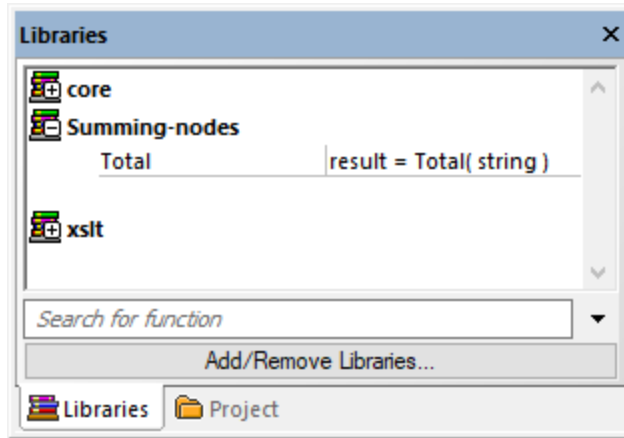 Libraries
core
Summing-nodes
Total result = Total( string )
xslt
Search for function
Add/Remove Libraries...
Libraries Project